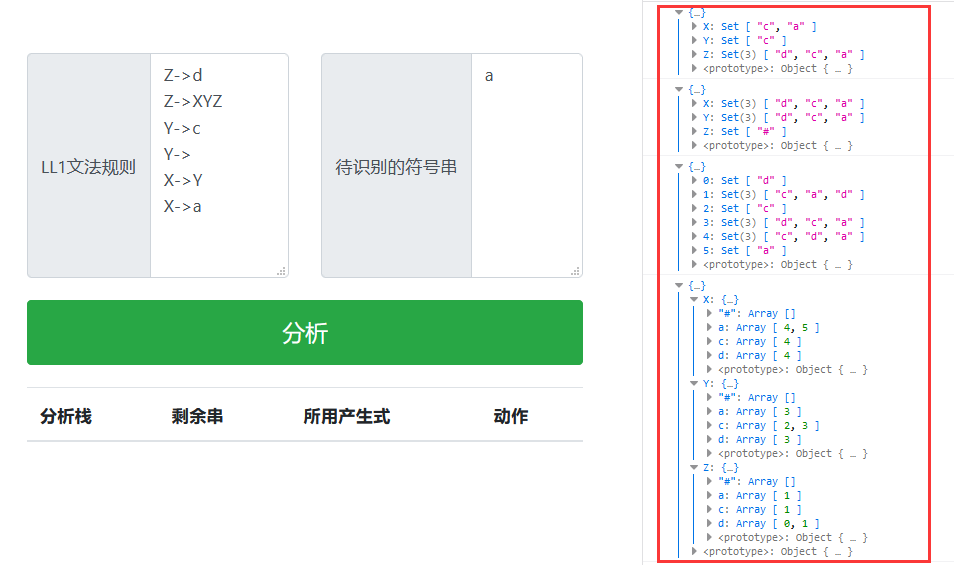 LL1文法规则
Z->d
Z->XYZ
Y->c
Y->
X->Y
X->a
待识别的符号串
a
分析
分析栈 剩余串 所用产生式 动作
{…}
X: Set [ "c", "a" ]
Y: Set [ "c" ]
Z: Set(3) [ "d", "c", "a" ]
<prototype>: Object { … }
{…}
X: Set(3) [ "d", "c", "a" ]
Y: Set(3) [ "d", "c", "a" ]
Z: Set [ "#" ]
<prototype>: Object { … }
{…}
0: Set [ "d" ]
1: Set(3) [ "c", "a", "d" ]
2: Set [ "c" ]
3: Set(3) [ "d", "c", "a" ]
4: Set(3) [ "c", "d", "a" ]
5: Set [ "a" ]
<prototype>: Object { … }
{…}
X: {…}
"#": Array []
a: Array [ 4, 5 ]
c: Array [ 4 ]
d: Array [ 4 ]
<prototype>: Object { … }
Y: {…}
"#": Array []
a: Array [ 3 ]
c: Array [ 2, 3 ]
d: Array [ 3 ]
<prototype>: Object { … }
Z: {…}
"#": Array []
a: Array [ 1 ]
c: Array [ 1 ]
d: Array [ 0, 1 ]
<prototype>: Object { … }
<prototype>: Object { … }